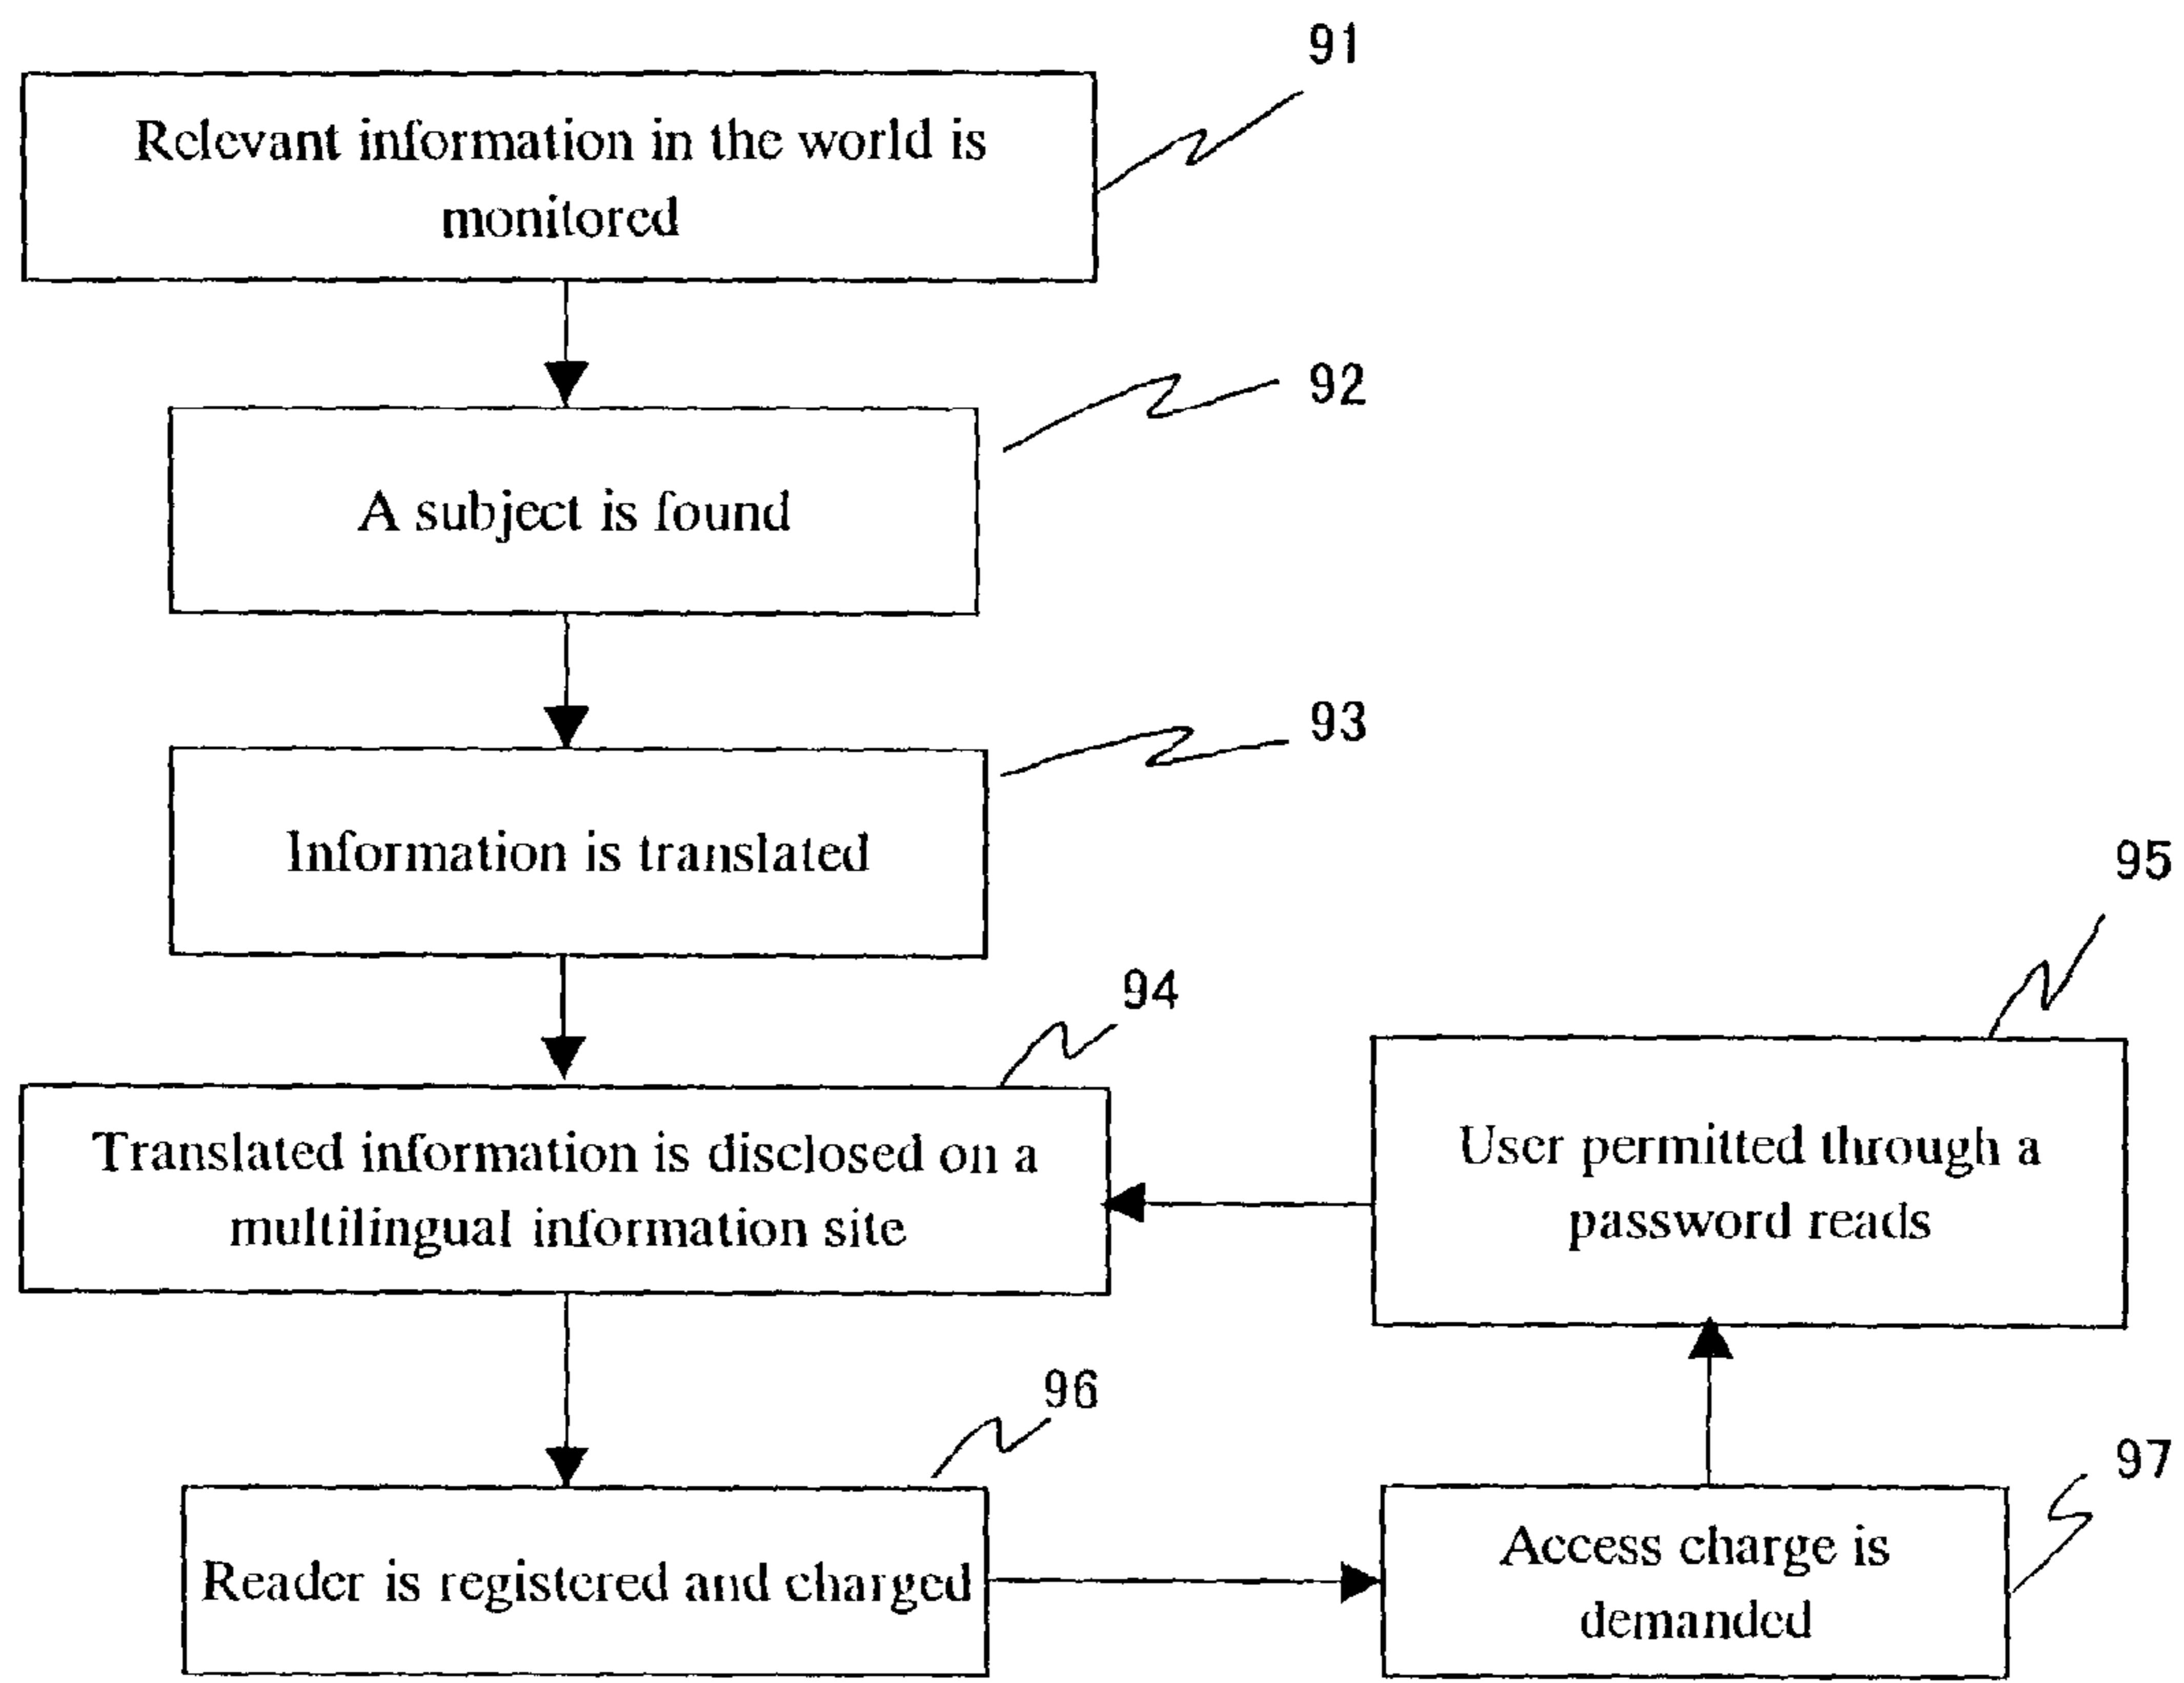 91
Relevant information in the world is
monitored
92
A subject is found
93
Information is translated
94
Translated information is disclosed on a
multilingual information site
95
User permitted through a
password reads
96
Reader is registered and charged
97
Access charge is
demanded